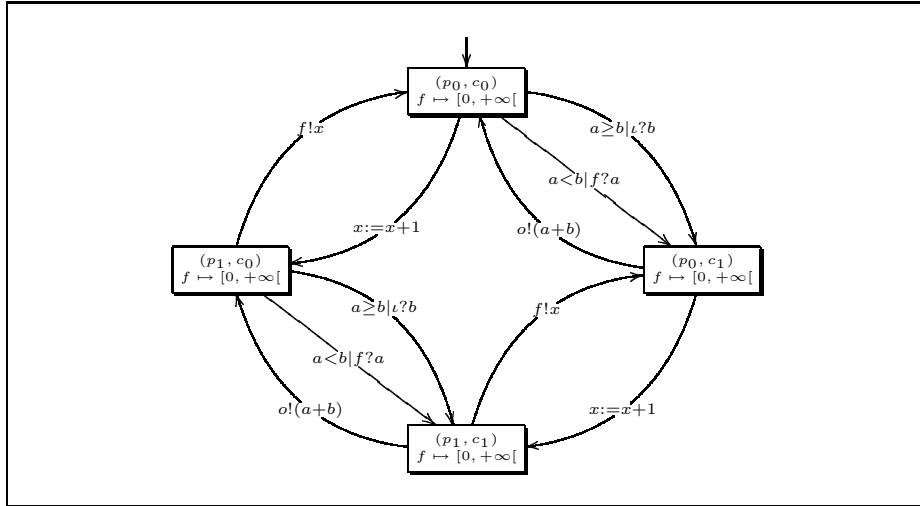 (p₀, c₀)
f ↦ [0, +∞[
f!x
a≥b|ι?b
a<b|f?a
x:=x+1
o!(a+b)
(p₁, c₀)
f ↦ [0, +∞[
(p₀, c₁)
f ↦ [0, +∞[
a≥b|ι?b
f!x
a<b|f?a
o!(a+b)
x:=x+1
(p₁, c₁)
f ↦ [0, +∞[